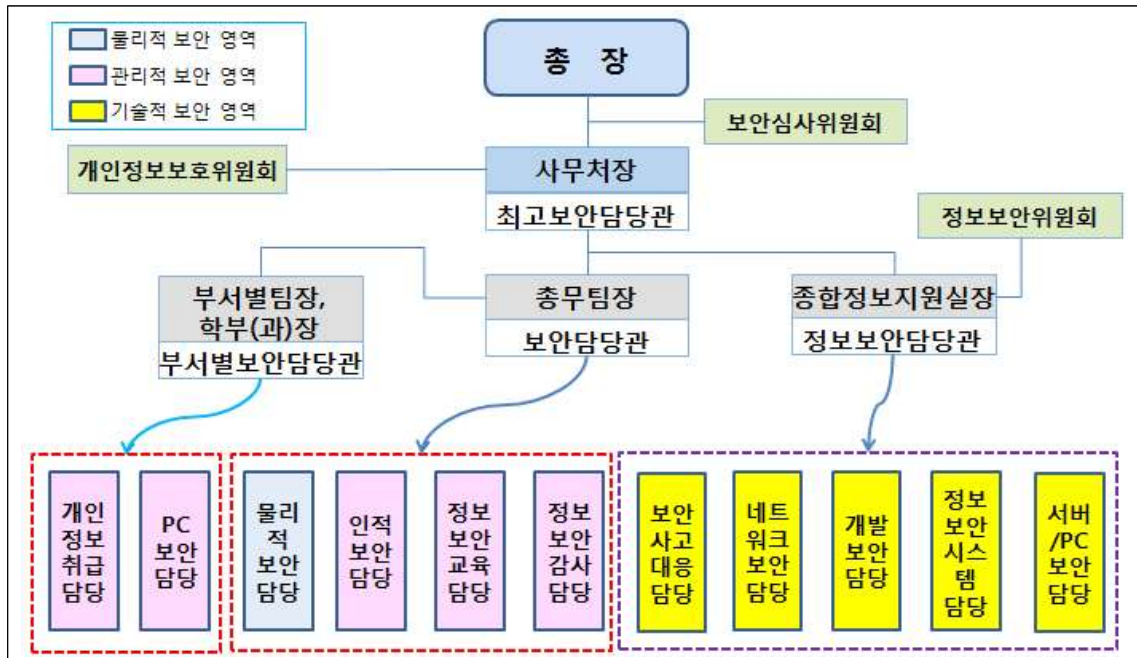 물리적 보안 영역
관리적 보안 영역
기술적 보안 영역
총 장
보안심사위원회
개인정보보호위원회
사무처장
최고보안담당관
정보보안위원회
부서별팀장,
학부(과)장
부서별보안담당관
총무팀장
보안담당관
종합정보지원실장
정보보안담당관
개인
정보
취급
담당
PC
보안
담당
물리
적
보안
담당
인적
보안
담당
정보
보안
교육
담당
정보
보안
감사
담당
보안
사고
대응
담당
네트
워크
보안
담당
개발
보안
담당
정보
보안
시스
템
담당
서버
/PC
보안
담당